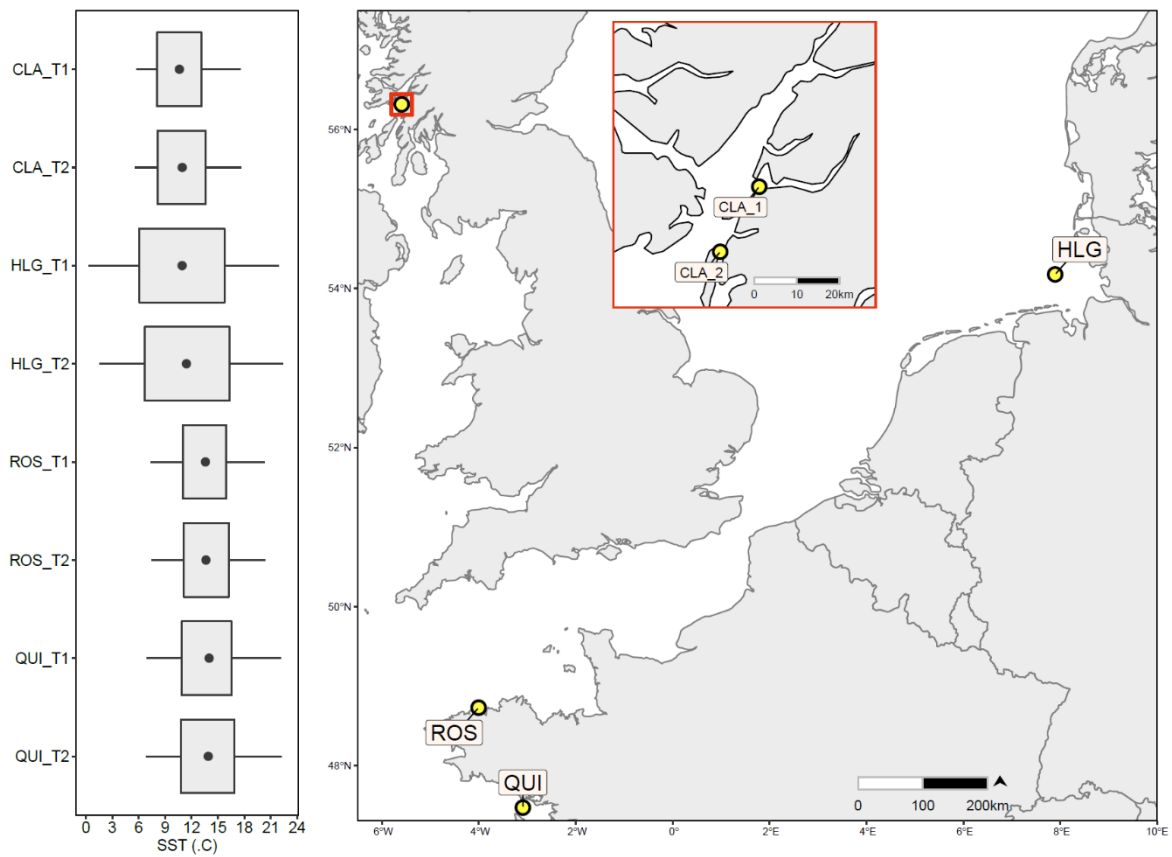 CLA_T1
CLA_T2
HLG_T1
HLG_T2
ROS_T1
ROS_T2
QUI_T1
QUI_T2
0 3 6 9 12 15 18 21 24
SST (.C)
56°N
54°N
52°N
50°N
48°N
6°W 4°W 2°W 0° 2°E 4°E 6°E 8°E 10°E
CLA_1
CLA_2
0 10 20km
HLG
ROS
QUI
0 100 200km